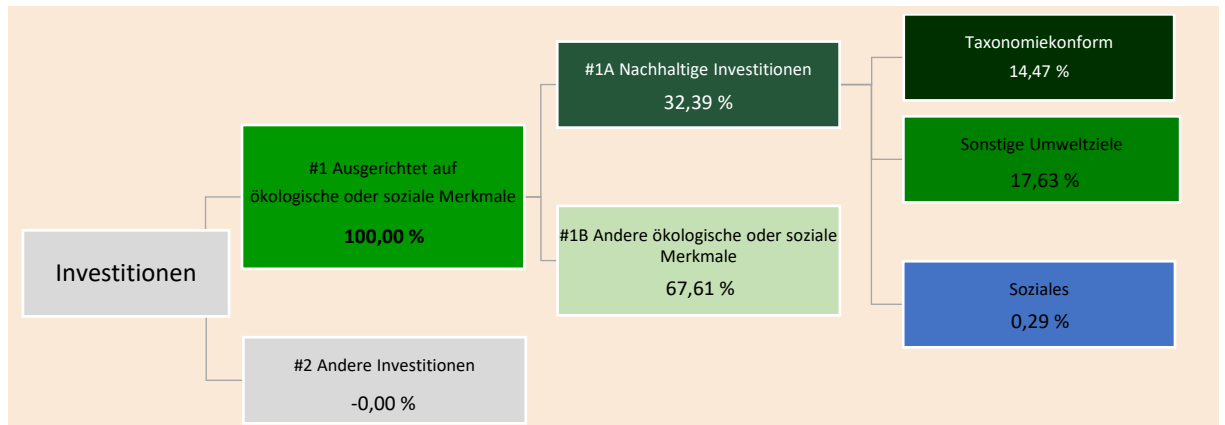 Investitionen
#1 Ausgerichtet auf
ökologische oder soziale Merkmale
100,00 %
#2 Andere Investitionen
-0,00 %
#1A Nachhaltige Investitionen
32,39 %
#1B Andere ökologische oder soziale
Merkmale
67,61 %
Taxonomiekonform
14,47 %
Sonstige Umweltziele
17,63 %
Soziales
0,29 %